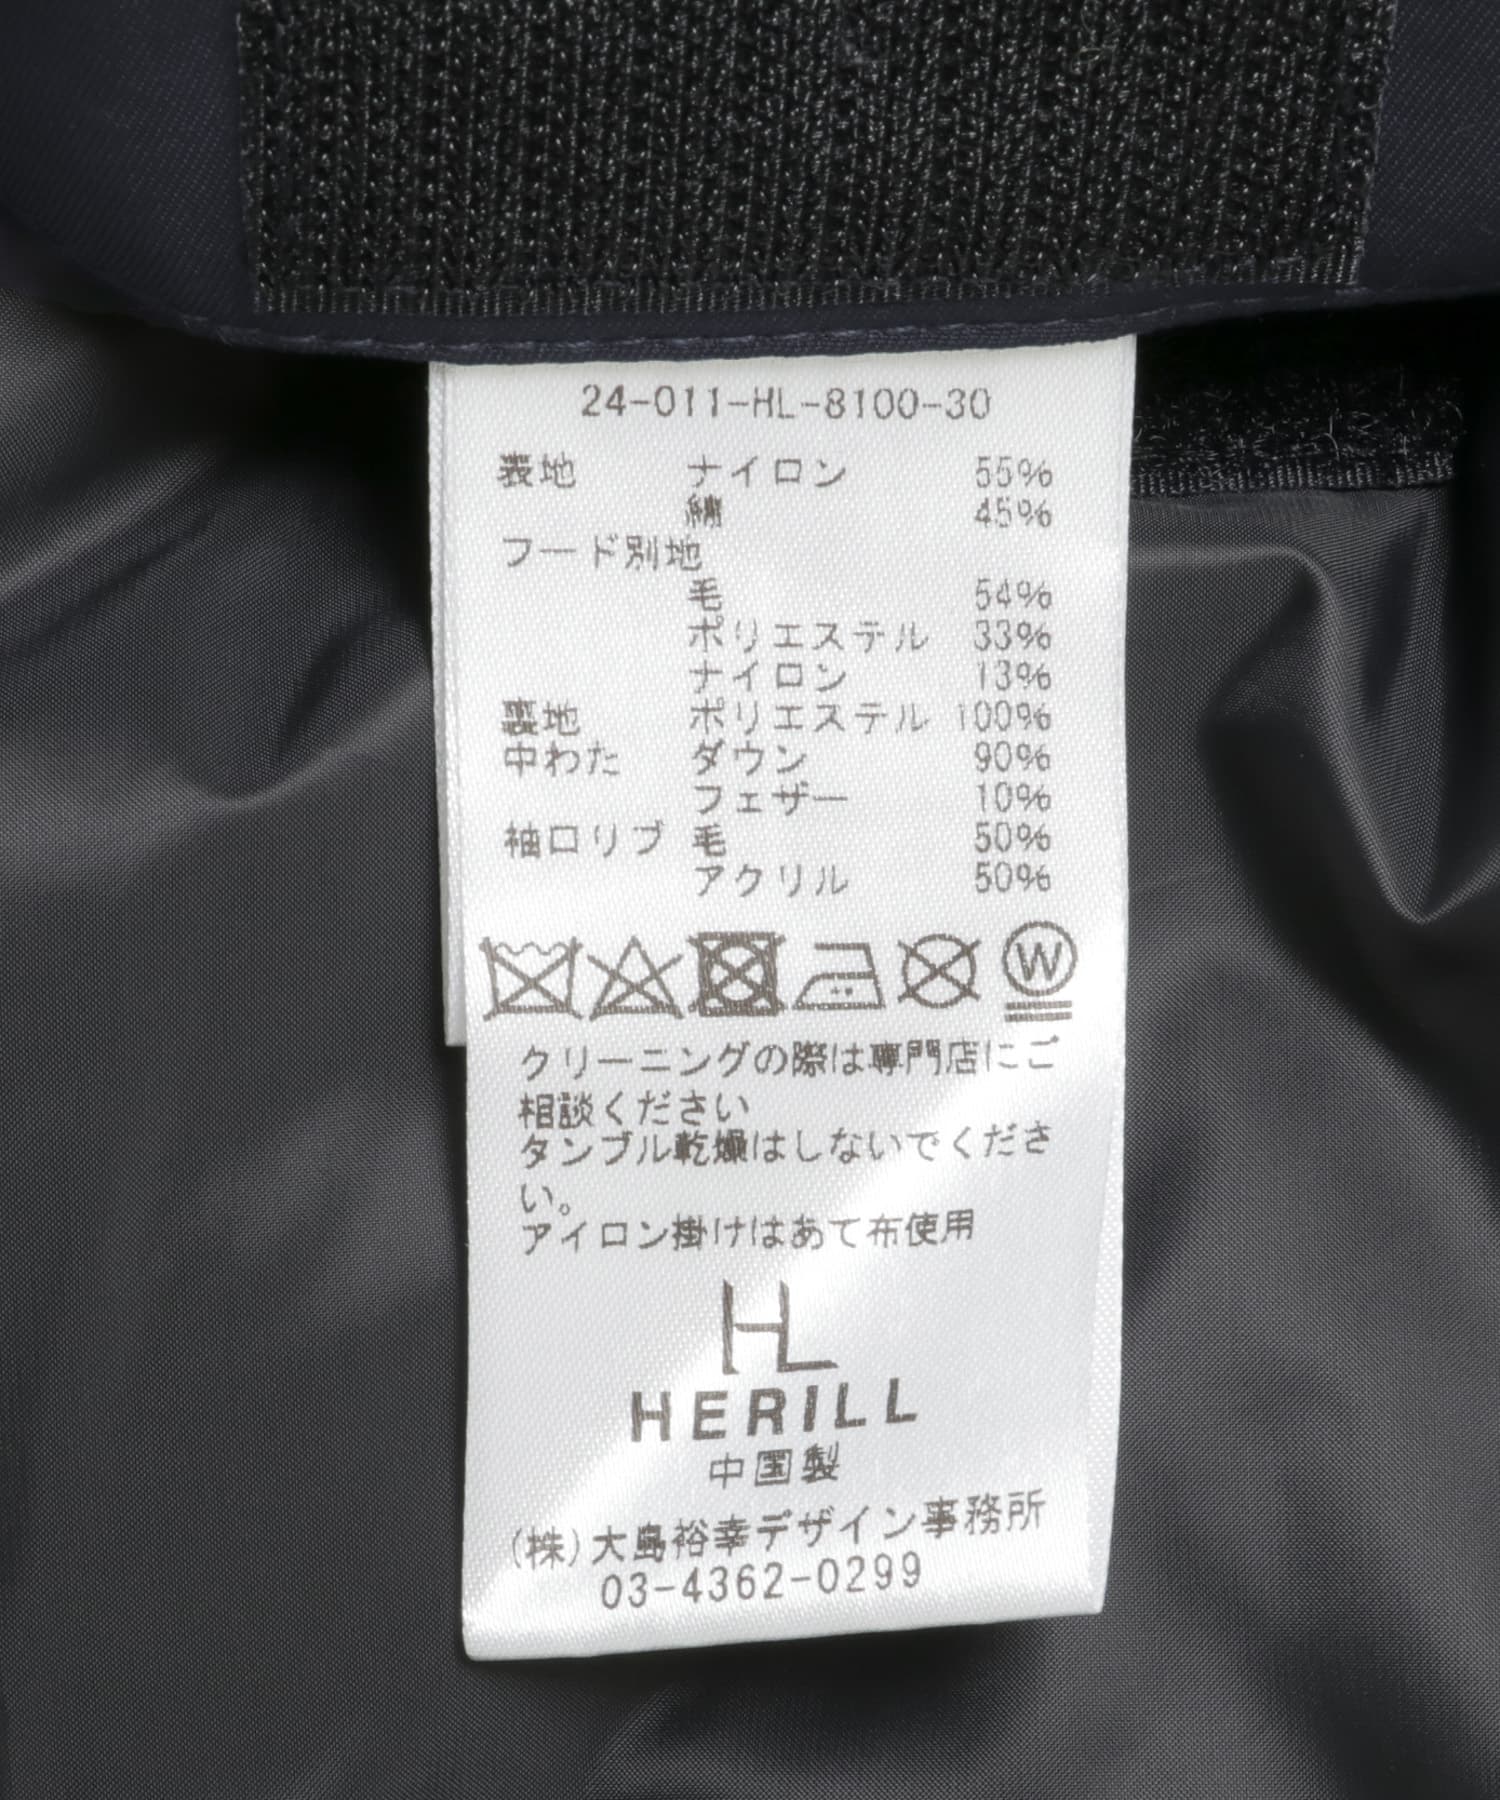 24-011-HL-8100-30
表地 ナイロン 55%
綿 45%
フード別地
毛 54%
ポリエステル 33%
ナイロン 13%
裏地 ポリエステル 100%
中わた ダウン 90%
フェザー 10%
袖口リブ 毛 50%
アクリル 50%
W
クリーニングの際は専門店にご
相談ください
タンブル乾燥はしないでくださ
い。
アイロン掛けはあて布使用
HL
HERILL
中国製
(株)大島裕幸デザイン事務所
03-4362-0299